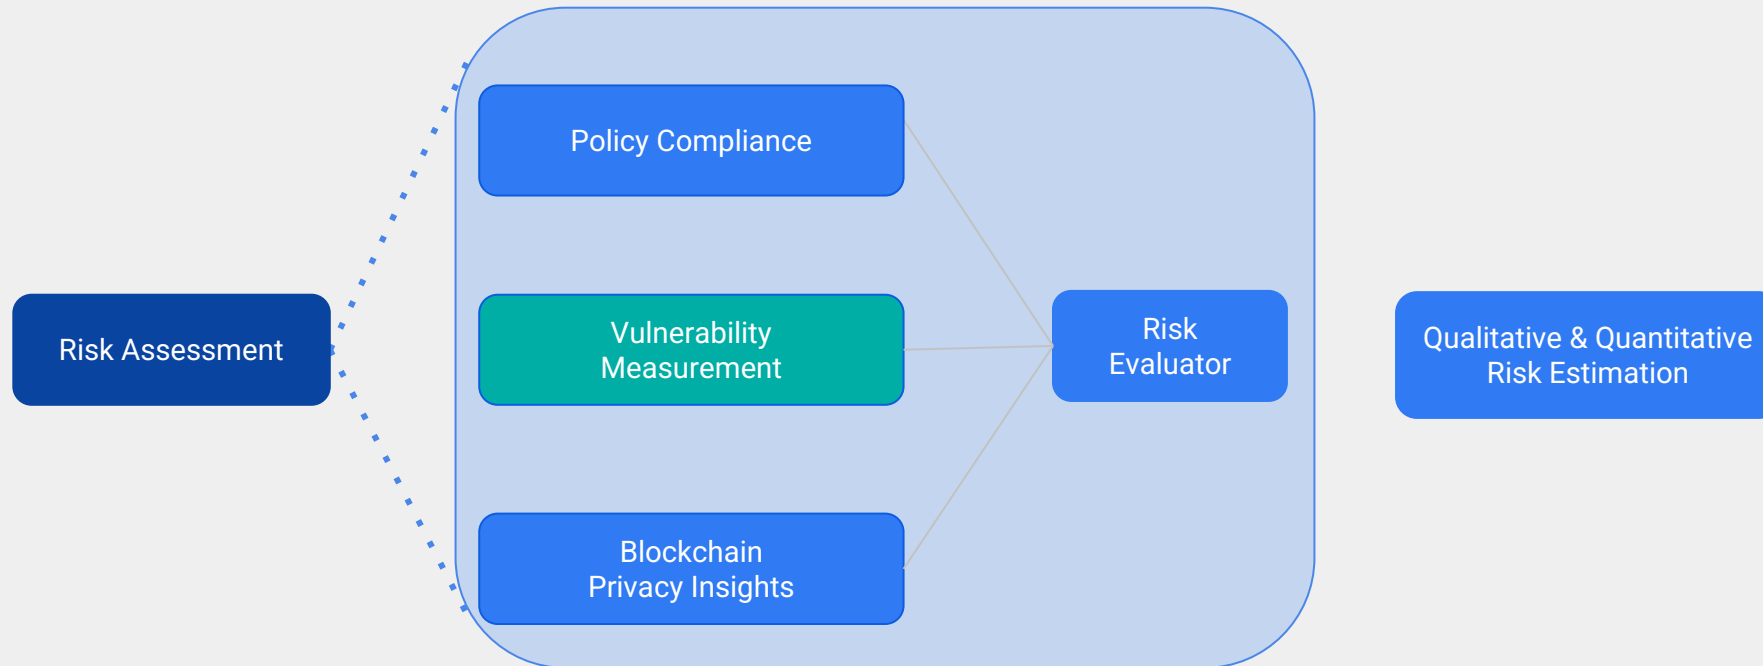 Risk Assessment
Policy Compliance
Vulnerability
Measurement
Blockchain
Privacy Insights
Risk
Evaluator
Qualitative & Quantitative
Risk Estimation